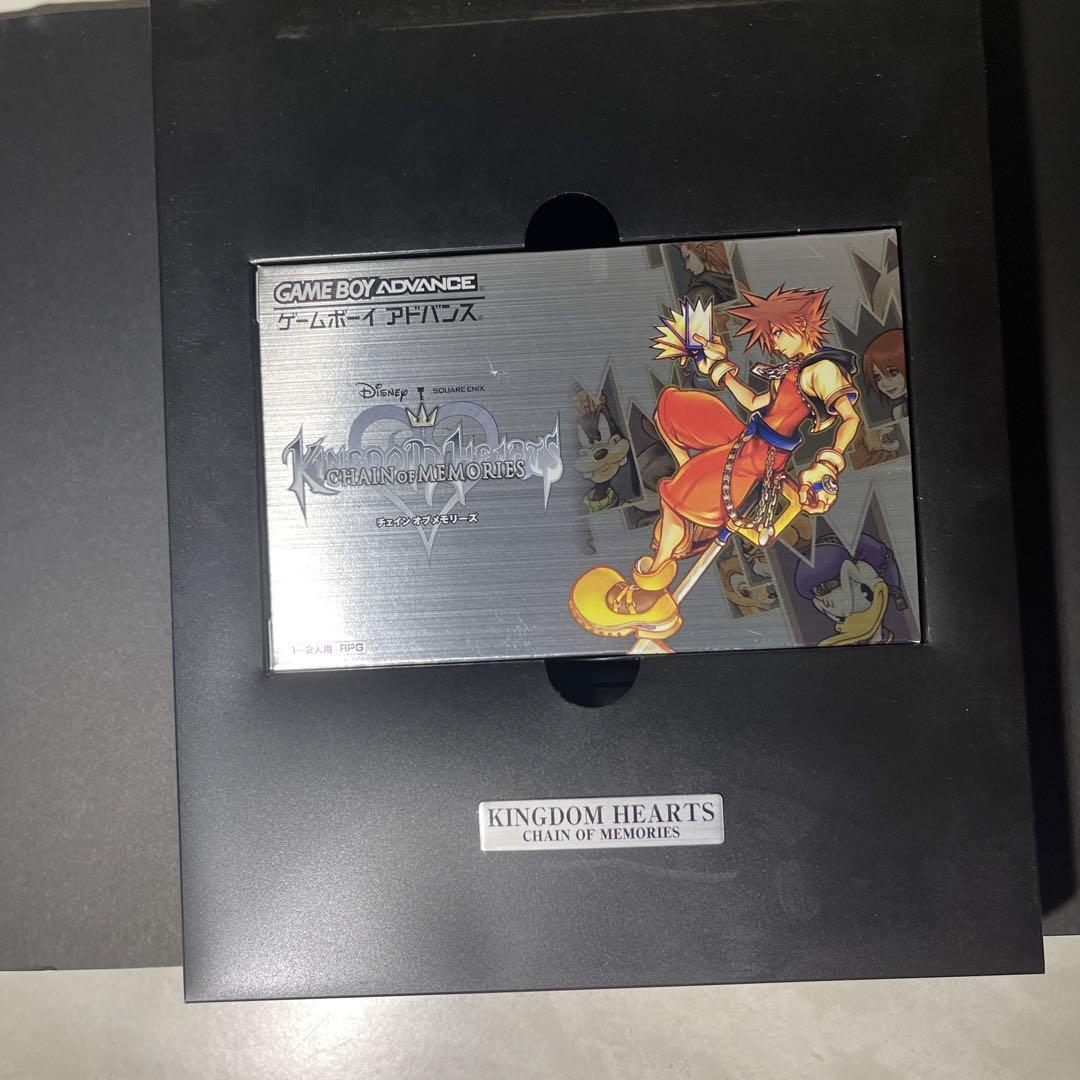 GAME BOY ADVANCE
ゲームボーイ アドバンス®
Disney SQUARE ENIX
KINGDOM HEARTS
CHAIN OF MEMORIES
チェイン オブ メモリーズ
1~2人用 RPG
KINGDOM HEARTS
CHAIN OF MEMORIES